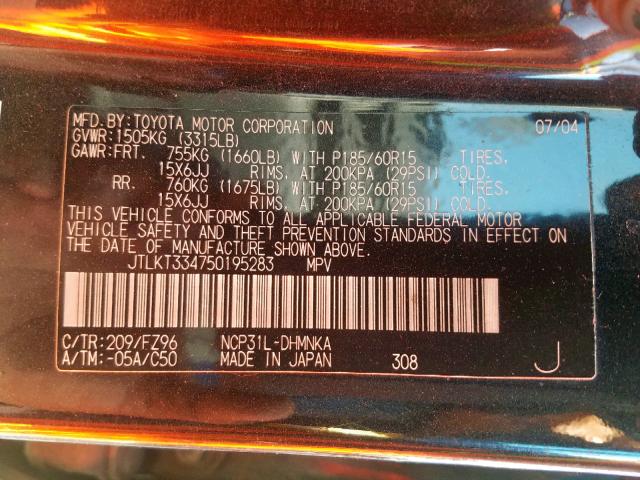 MFD.BY:TOYOTA MOTOR CORPORATION 07/04
GVWR:1505KG (3315LB)
GAWR:FRT. 755KG (1660LB) WITH P185/60R15 TIRES,
15X6JJ RIMS, AT 200KPA (29PSI) COLD.
RR. 760KG (1675LB) WITH P185/60R15 TIRES,
15X6JJ RIMS, AT 200KPA (29PSI) COLD.
THIS VEHICLE CONFORMS TO ALL APPLICABLE FEDERAL MOTOR
VEHICLE SAFETY AND THEFT PREVENTION STANDARDS IN EFFECT ON
THE DATE OF MANUFACTURE SHOWN ABOVE.
JTLKT334750195283 MPV
C/TR:209/FZ96 NCP31L-DHMNKA
A/TM:-05A/C50 MADE IN JAPAN 308 J